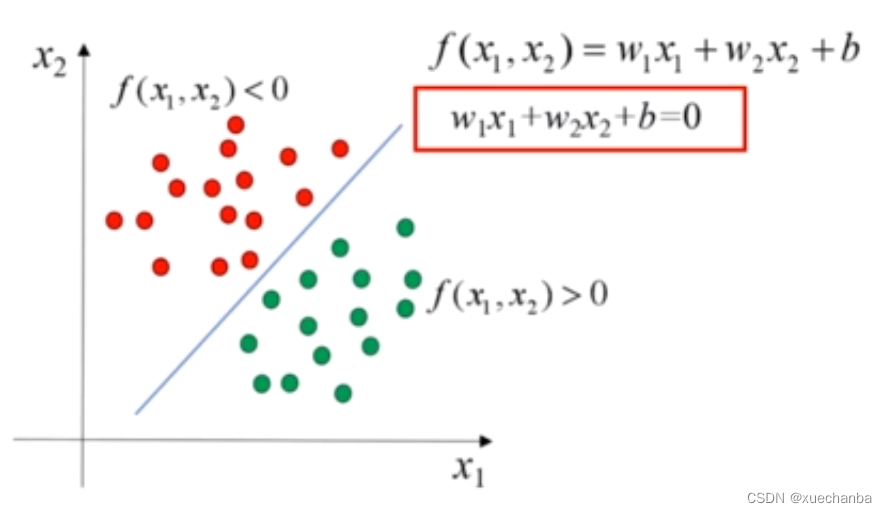 f(x₁,x₂) = w₁x₁ + w₂x₂ + b
x₂
f(x₁,x₂)<0
w₁x₁+w₂x₂+b=0
f(x₁,x₂)>0
x₁
CSDN @xuechanba